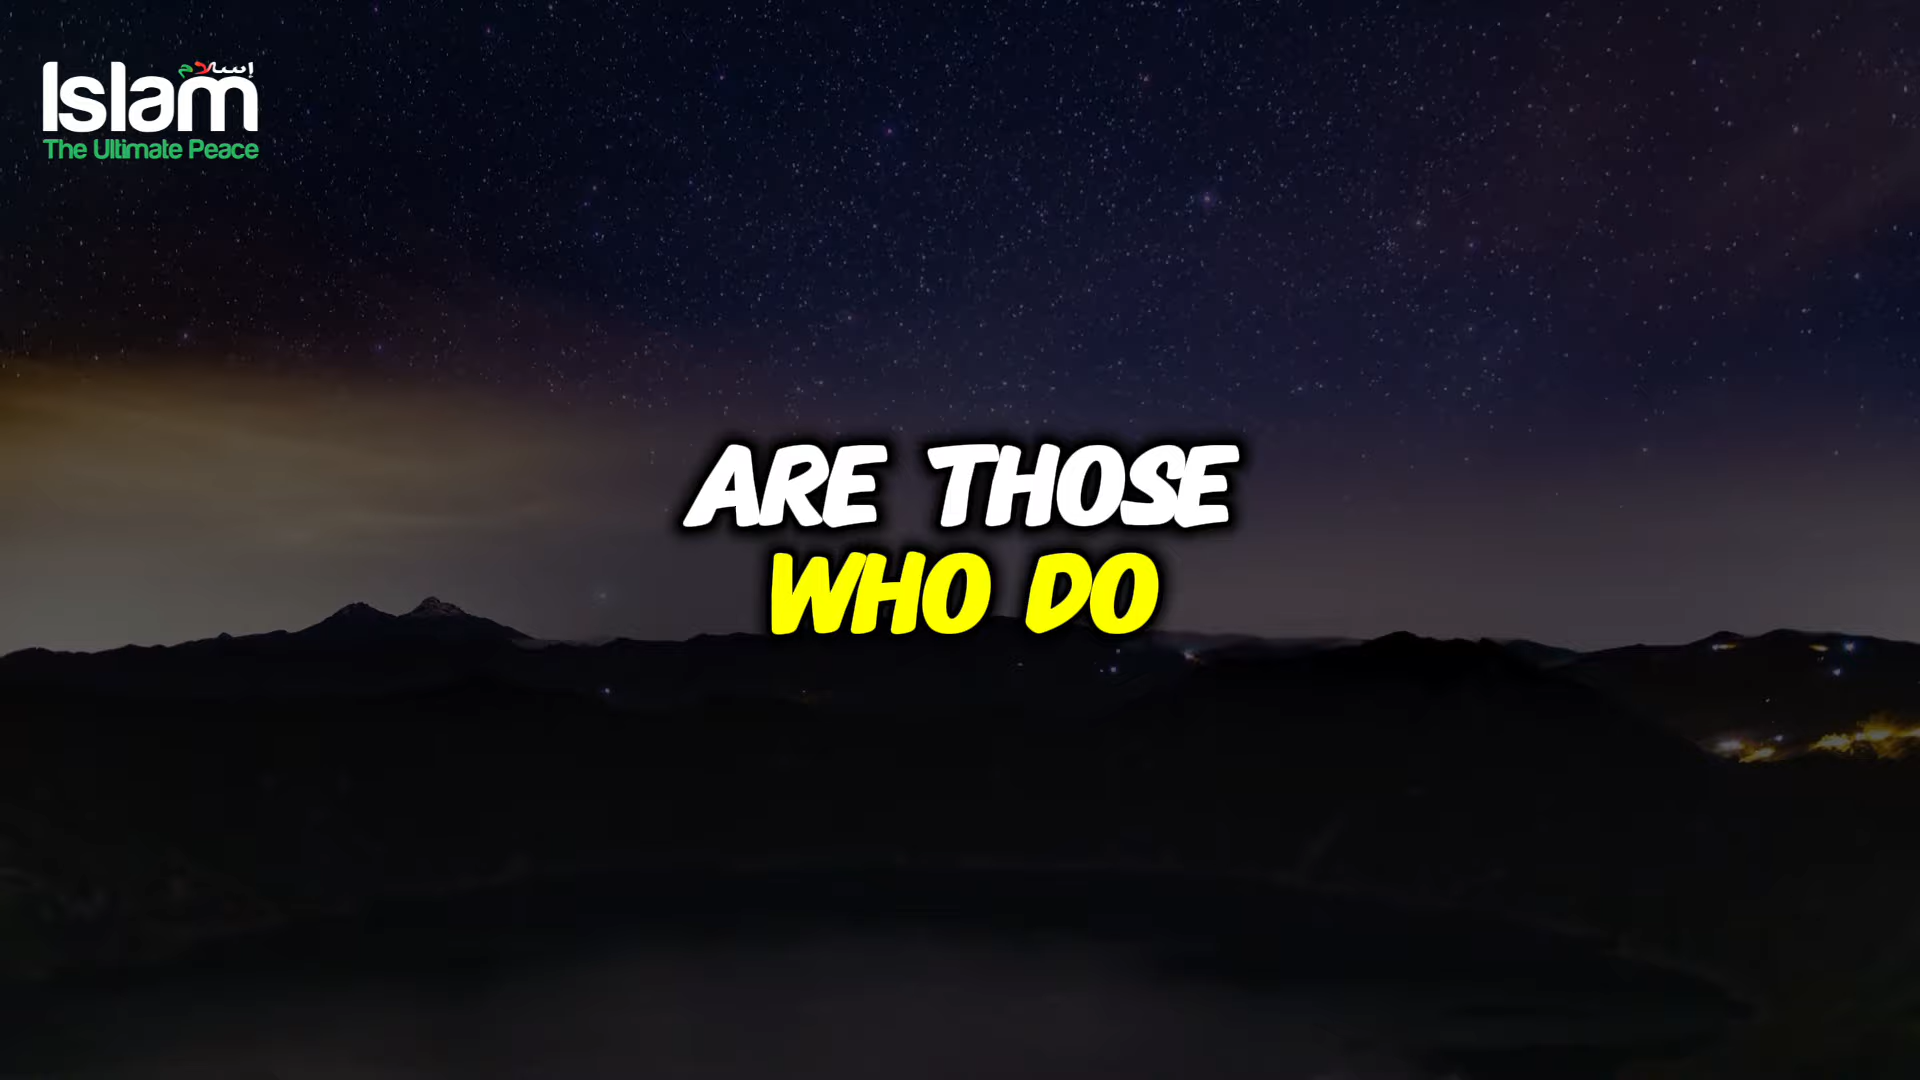 إسلام
Islam
The Ultimate Peace
ARE THOSE
WHO DO